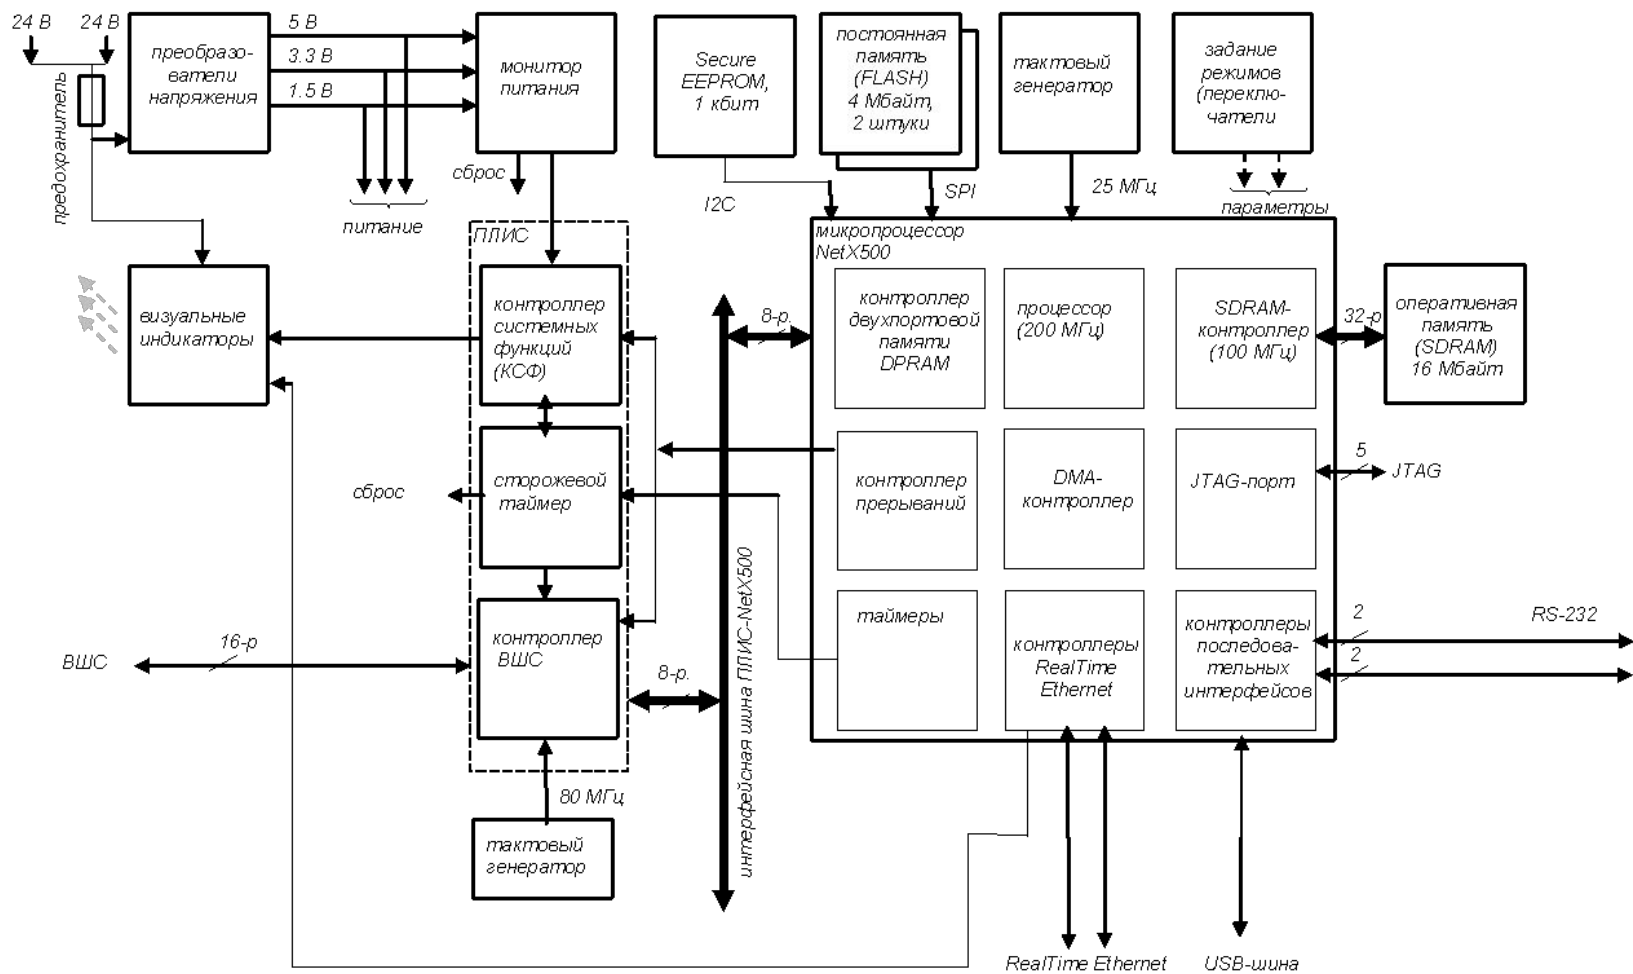 24 В
24 В
5 В
3.3 В
1.5 В
преобразо-
ватели
напряжения
предохранитель
монитор
питания
сброс
питание
Secure
EEPROM,
1 кбит
постоянная
память
(FLASH)
4 Мбайт,
2 штуки
тактовый
генератор
задание
режимов
(переклю-
чатели
I2C
SPI
25 МГц
параметры
ПЛИС
микропроцессор
NetX500
визуальные
индикаторы
контроллер
системных
функций
(КСФ)
8-р.
контроллер
двухпортовой
памяти
DPRAM
процессор
(200 МГц)
SDRAM-
контроллер
(100 МГц)
32-р
оперативная
память
(SDRAM)
16 Мбайт
сброс
сторожевой
таймер
контроллер
прерываний
DMA-
контроллер
JTAG-порт
5
JTAG
интерфейсная шина ПЛИС-NetX500
ВШС
16-р
контроллер
ВШС
8-р.
таймеры
контроллеры
RealTime
Ethernet
контроллеры
последова-
тельных
интерфейсов
2
2
RS-232
80 МГц
тактовый
генератор
RealTime Ethernet
USB-шина